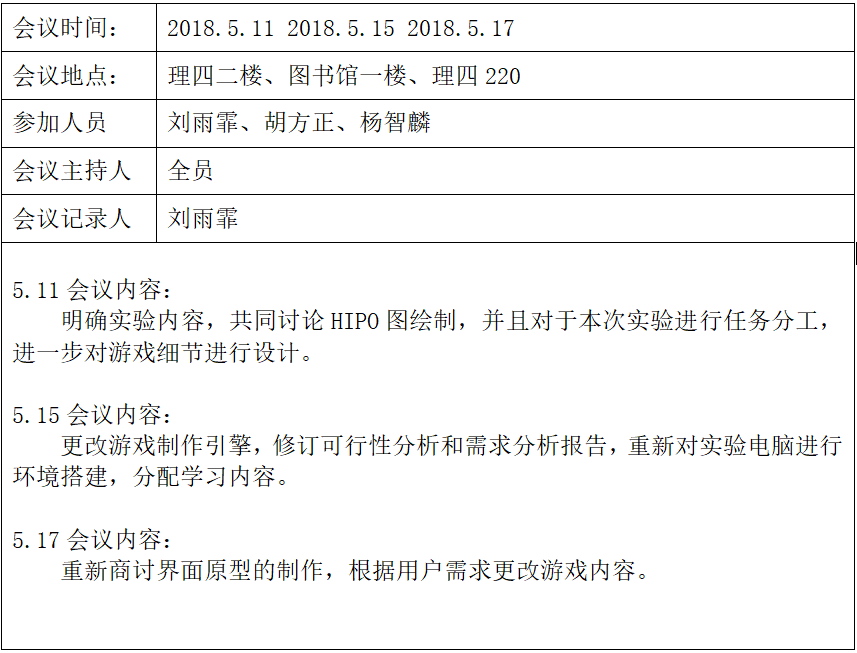 会议时间： 2018.5.11 2018.5.15 2018.5.17
会议地点： 理四二楼、图书馆一楼、理四 220
参加人员 刘雨霏、胡方正、杨智麟
会议主持人 全员
会议记录人 刘雨霏
5.11 会议内容：
明确实验内容，共同讨论 HIPO 图绘制，并且对于本次实验进行任务分工，
进一步对游戏细节进行设计。
5.15 会议内容：
更改游戏制作引擎，修订可行性分析和需求分析报告，重新对实验电脑进行
环境搭建，分配学习内容。
5.17 会议内容：
重新商讨界面原型的制作，根据用户需求更改游戏内容。